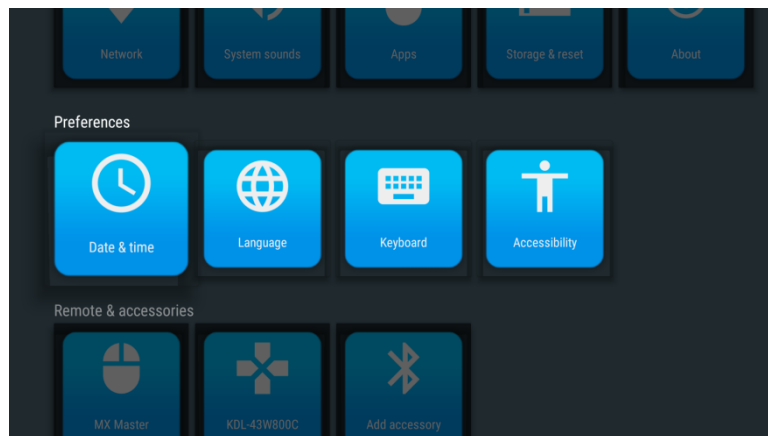 Network
System sounds
Apps
Storage & reset
About
Preferences
Date & time
Language
Keyboard
Accessibility
Remote & accessories
MX Master
KDL-43W800C
Add accessory